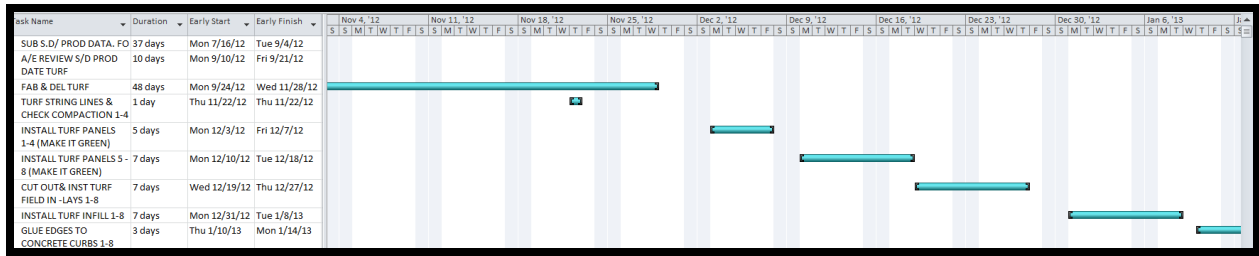 Task Name Duration Early Start Early Finish Nov 4, '12 Nov 11, '12 Nov 18, '12 Nov 25, '12 Dec 2, '12 Dec 9, '12 Dec 16, '12 Dec 23, '12 Dec 30, '12 Jan 6, '13
S S M T W T F S S M T W T F S S M T W T F S S M T W T F S S M T W T F S S M T W T F S S M T W T F S S M T W T F S S M T W T F S S M T W T F S S
SUB S.D/ PROD DATA. FO 37 days Mon 7/16/12 Tue 9/4/12
A/E REVIEW S/D PROD 10 days Mon 9/10/12 Fri 9/21/12
DATE TURF
FAB & DEL TURF 48 days Mon 9/24/12 Wed 11/28/12
TURF STRING LINES & 1 day Thu 11/22/12 Thu 11/22/12
CHECK COMPACTION 1-4
INSTALL TURF PANELS 5 days Mon 12/3/12 Fri 12/7/12
1-4 (MAKE IT GREEN)
INSTALL TURF PANELS 5 - 7 days Mon 12/10/12 Tue 12/18/12
8 (MAKE IT GREEN)
CUT OUT& INST TURF 7 days Wed 12/19/12 Thu 12/27/12
FIELD IN -LAYS 1-8
INSTALL TURF INFILL 1-8 7 days Mon 12/31/12 Tue 1/8/13
GLUE EDGES TO 3 days Thu 1/10/13 Mon 1/14/13
CONCRETE CURBS 1-8